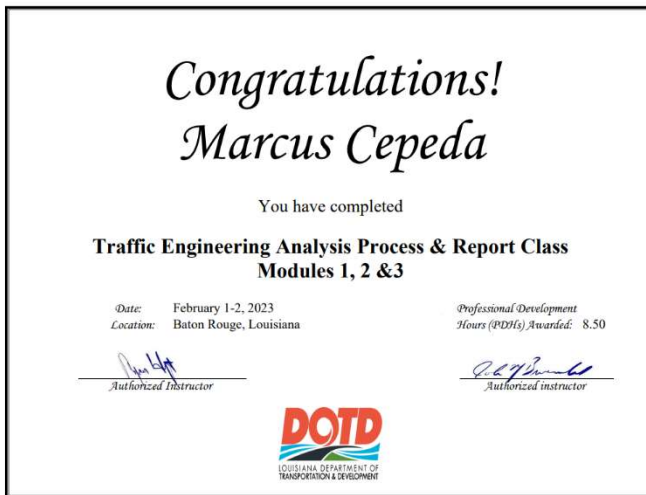 Congratulations!
Marcus Cepeda
You have completed
Traffic Engineering Analysis Process & Report Class
Modules 1, 2 &3
Date: February 1-2, 2023
Location: Baton Rouge, Louisiana
Professional Development
Hours (PDHs) Awarded: 8.50
Authorized Instructor
Authorized instructor
DOTD
LOUISIANA DEPARTMENT OF
TRANSPORTATION & DEVELOPMENT